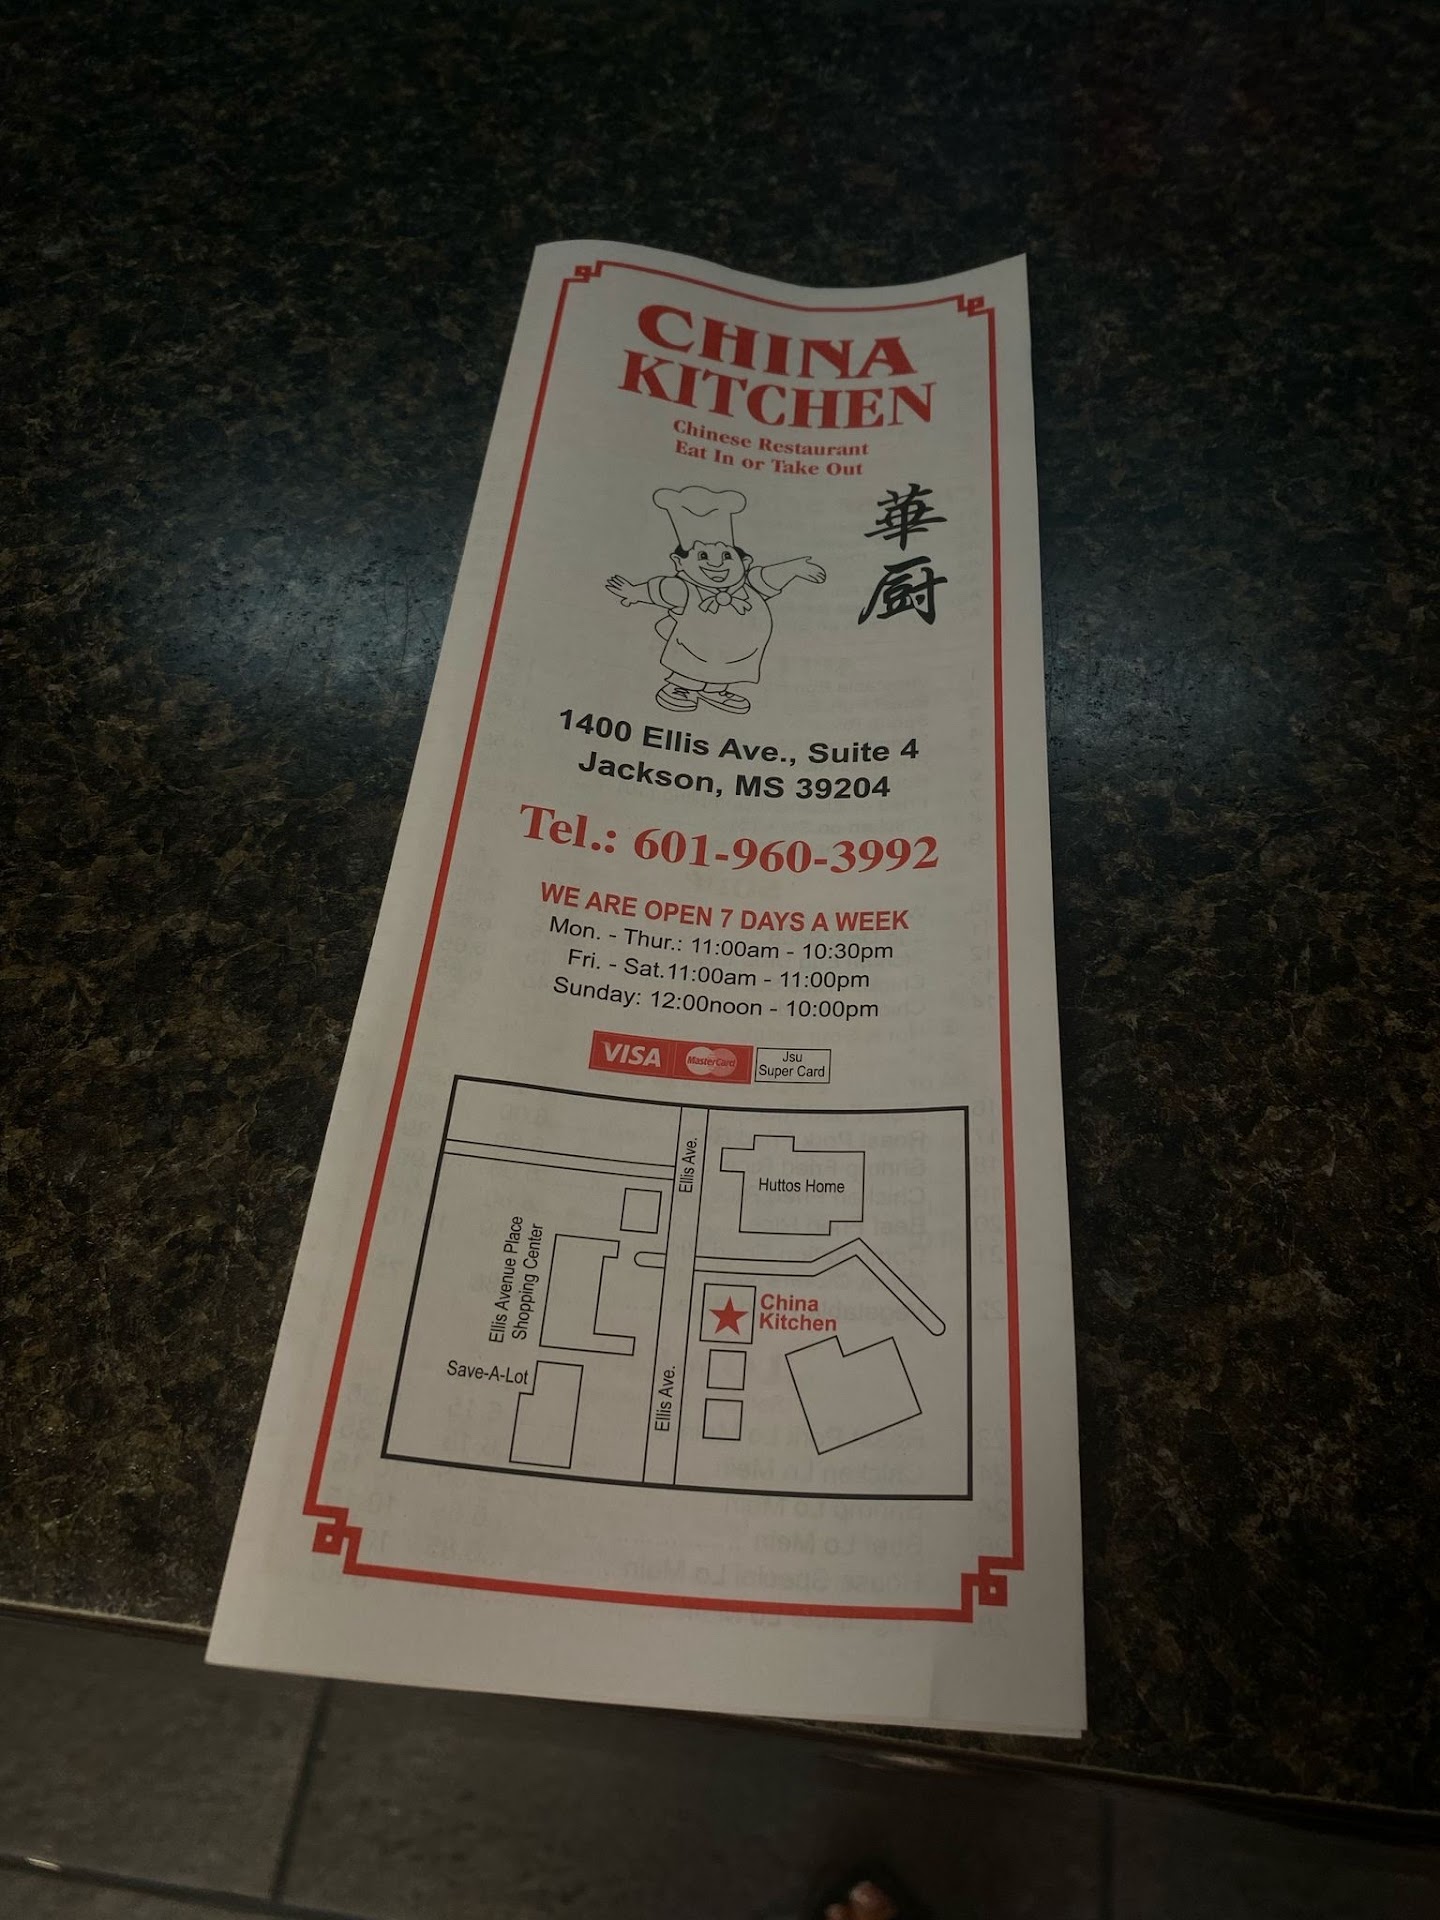 CHINA
KITCHEN
Chinese Restaurant
Eat In or Take Out
華
厨
1400 Ellis Ave., Suite 4
Jackson, MS 39204
Tel.: 601-960-3992
WE ARE OPEN 7 DAYS A WEEK
Mon. - Thur.: 11:00am - 10:30pm
Fri. - Sat.11:00am - 11:00pm
Sunday: 12:00noon - 10:00pm
VISA
MasterCard
Jsu
Super Card
Ellis Ave.
Huttos Home
Ellis Avenue Place
Shopping Center
China
Kitchen
Save-A-Lot
Ellis Ave.